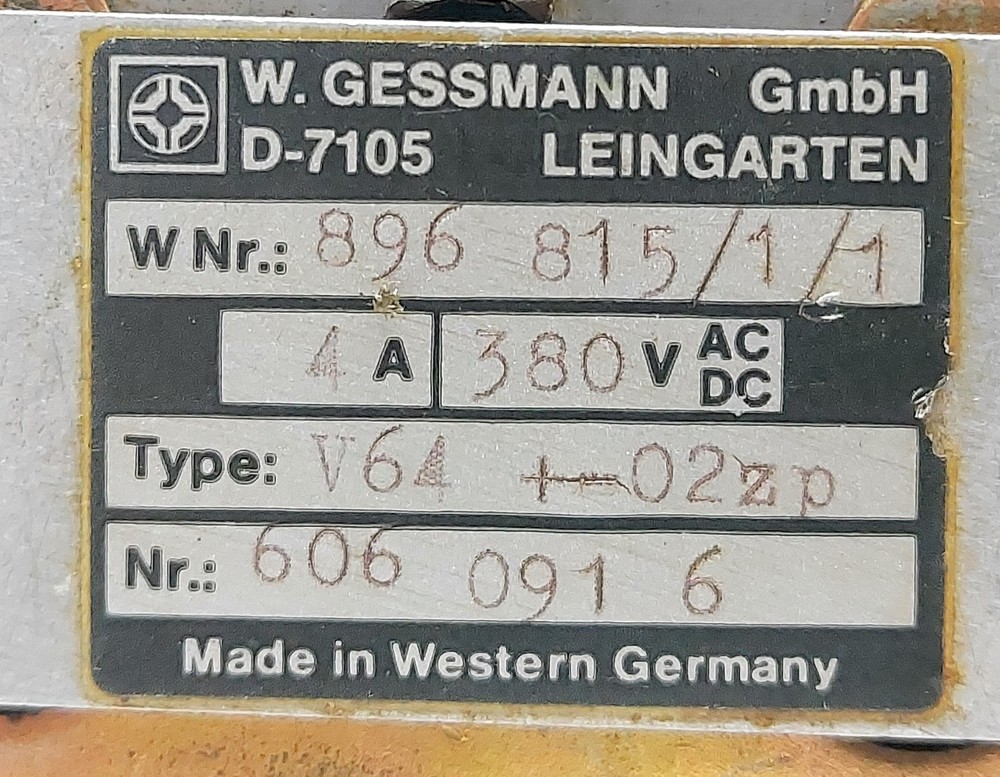 W. GESSMANN GmbH
D-7105 LEINGARTEN
W Nr.: 896 815/1/1
4 A 380 V AC DC
Type: V64 +-02zp
Nr.: 606 091 6
Made in Western Germany